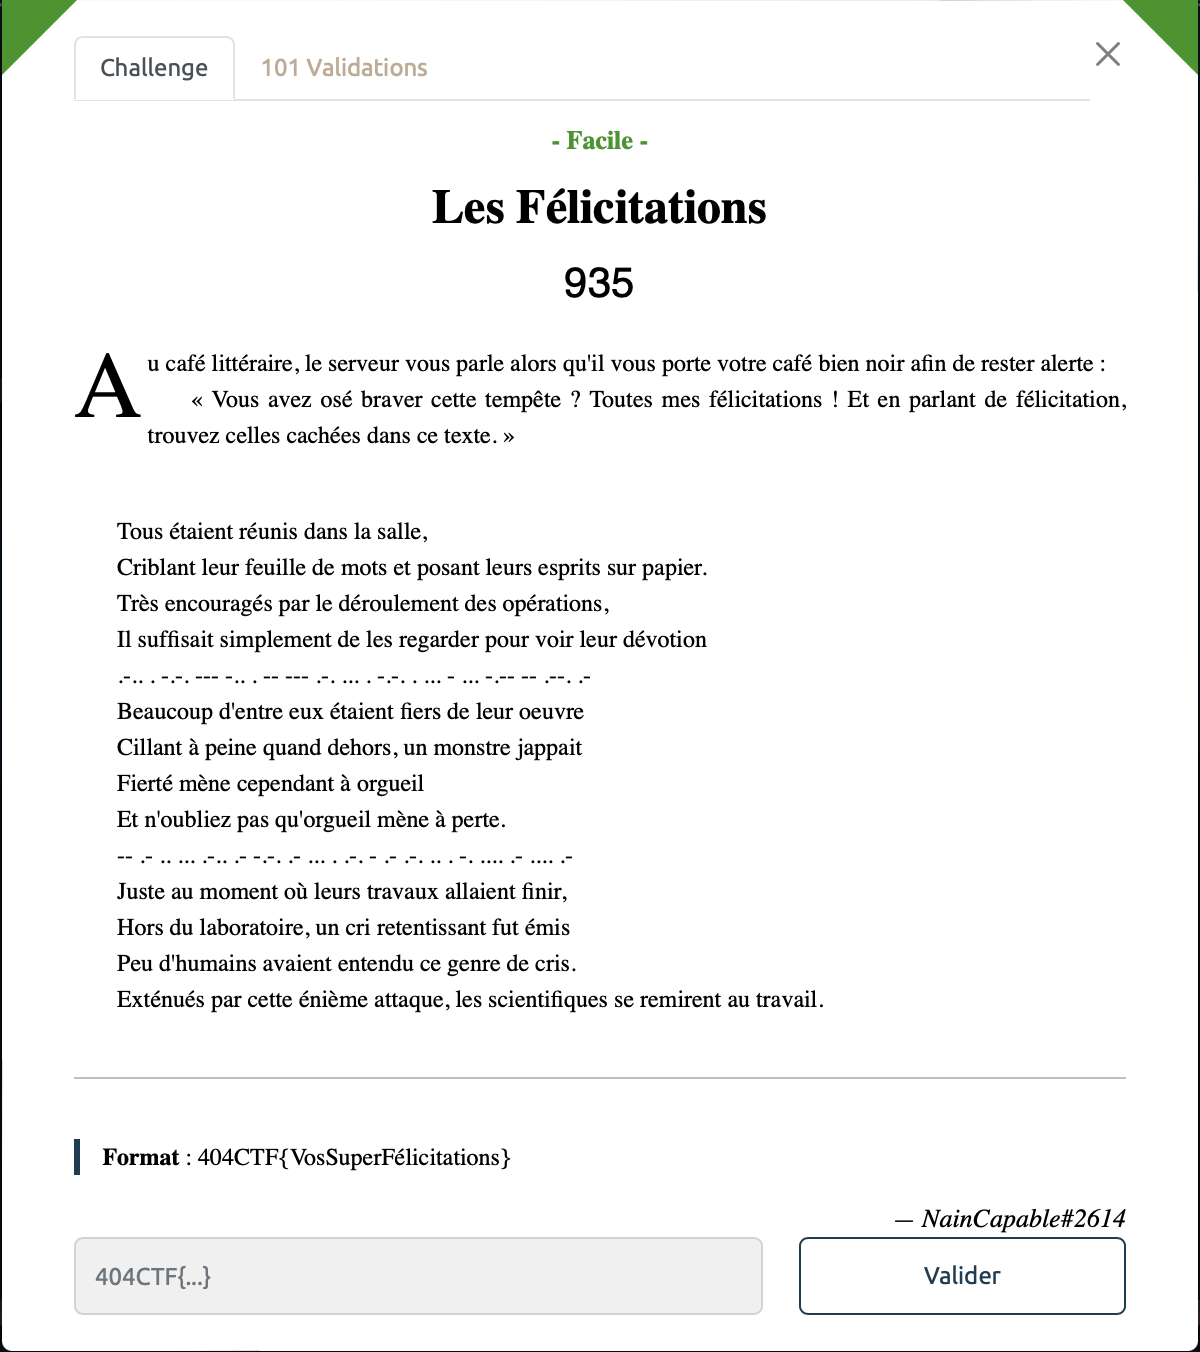 Challenge
101 Validations
- Facile -
Les Félicitations
935
Au café littéraire, le serveur vous parle alors qu'il vous porte votre café bien noir afin de rester alerte :
« Vous avez osé braver cette tempête ? Toutes mes félicitations ! Et en parlant de félicitation,
trouvez celles cachées dans ce texte. »
Tous étaient réunis dans la salle,
Criblant leur feuille de mots et posant leurs esprits sur papier.
Très encouragés par le déroulement des opérations,
Il suffisait simplement de les regarder pour voir leur dévotion
.-.. . -.-. --- -.. . -- --- .-. ... . -.-. . ... - ... -.-- -- .--. .-
Beaucoup d'entre eux étaient fiers de leur oeuvre
Cillant à peine quand dehors, un monstre jappait
Fierté mène cependant à orgueil
Et n'oubliez pas qu'orgueil mène à perte.
-- .- .. ... .-.. .- -.-. .- ... . .-. - .- .-. .. . -. .... .- .... .-
Juste au moment où leurs travaux allaient finir,
Hors du laboratoire, un cri retentissant fut émis
Peu d'humains avaient entendu ce genre de cris.
Exténués par cette énième attaque, les scientifiques se remirent au travail.
Format : 404CTF{VosSuperFélicitations}
— NainCapable#2614
404CTF{...}
Valider